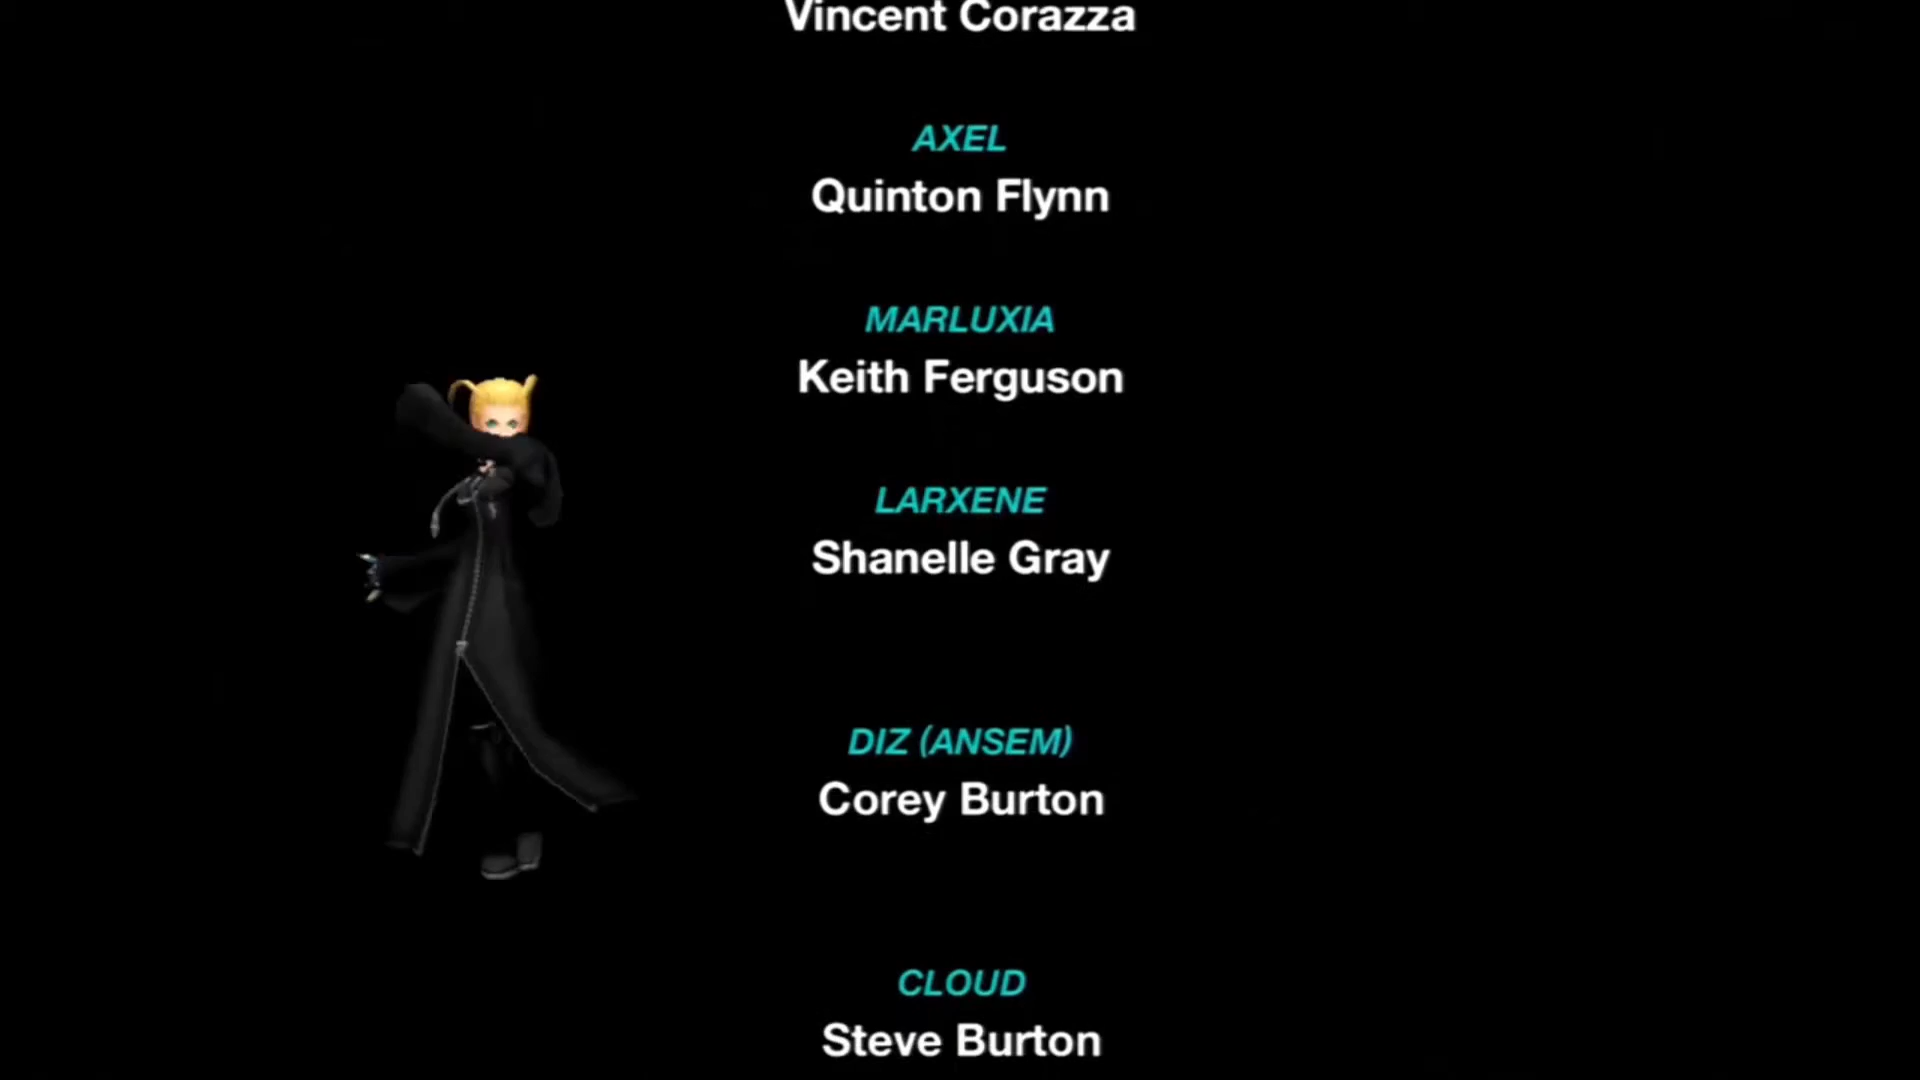 Vincent Corazza
AXEL
Quinton Flynn
MARLUXIA
Keith Ferguson
LARXENE
Shanelle Gray
DIZ (ANSEM)
Corey Burton
CLOUD
Steve Burton